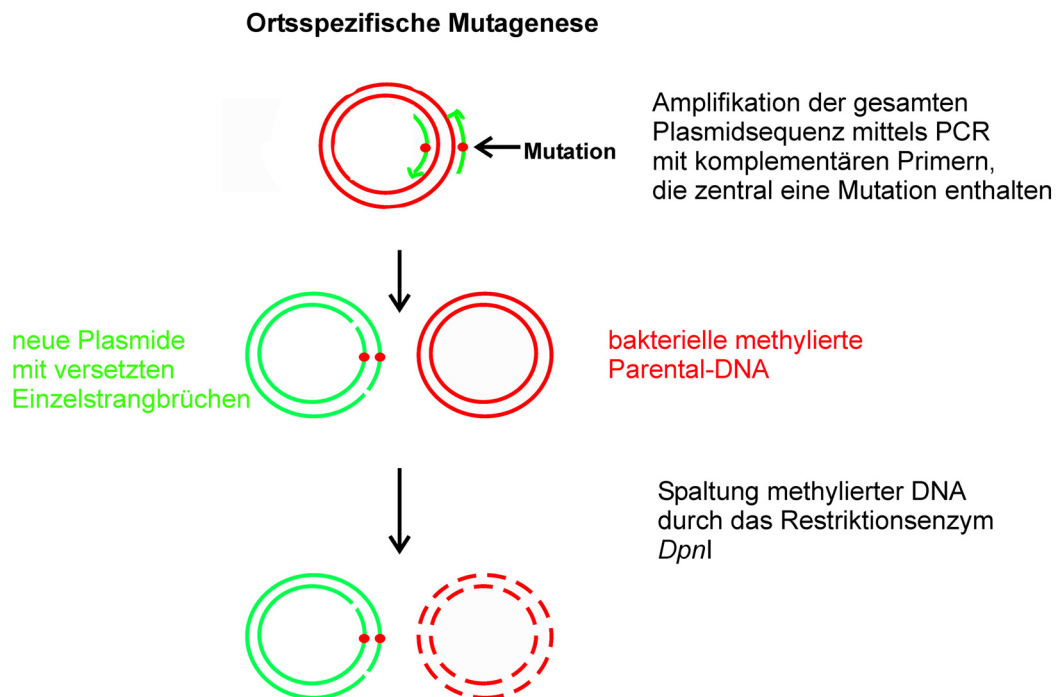 Ortsspezifische Mutagenese
Mutation
Amplifikation der gesamten
Plasmidsequenz mittels PCR
mit komplementären Primern,
die zentral eine Mutation enthalten
neue Plasmide
mit versetzten
Einzelstrangbrüchen
bakterielle methylierte
Parental-DNA
Spaltung methylierter DNA
durch das Restriktionsenzym
DpnI